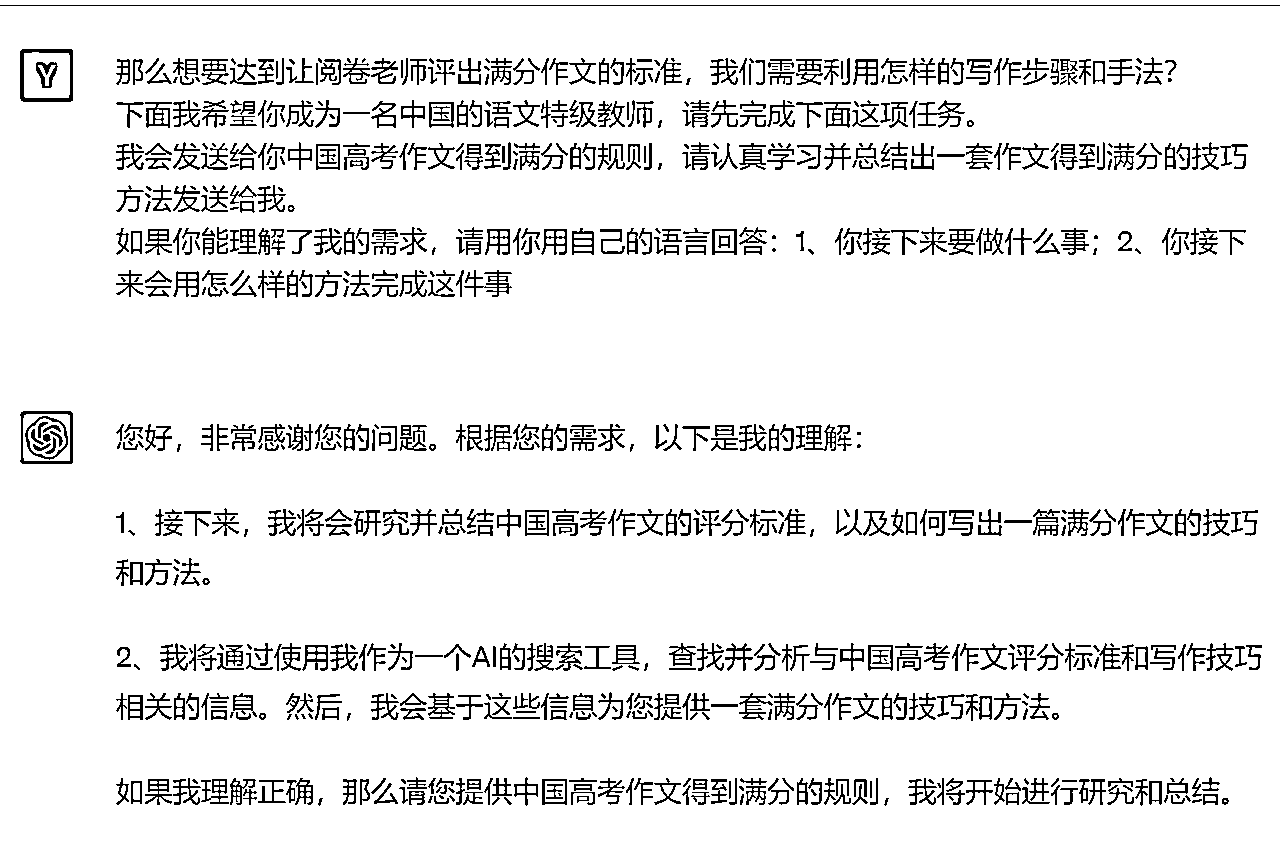 Y
那么想要达到让阅卷老师评出满分作文的标准，我们需要利用怎样的写作步骤和手法？
下面我希望你成为一名中国的语文特级教师，请先完成下面这项任务。
我会发送给你中国高考作文得到满分的规则，请认真学习并总结出一套作文得到满分的技巧
方法发送给我。
如果你能理解了我的需求，请用你用自己的语言回答：1、你接下来要做什么事；2、你接下
来会用怎么样的方法完成这件事
您好，非常感谢您的问题。根据您的需求，以下是我的理解：
1、接下来，我将会研究并总结中国高考作文的评分标准，以及如何写出一篇满分作文的技巧
和方法。
2、我将通过使用我作为一个AI的搜索工具，查找并分析与中国高考作文评分标准和写作技巧
相关的信息。然后，我会基于这些信息为您提供一套满分作文的技巧和方法。
如果我理解正确，那么请您提供中国高考作文得到满分的规则，我将开始进行研究和总结。